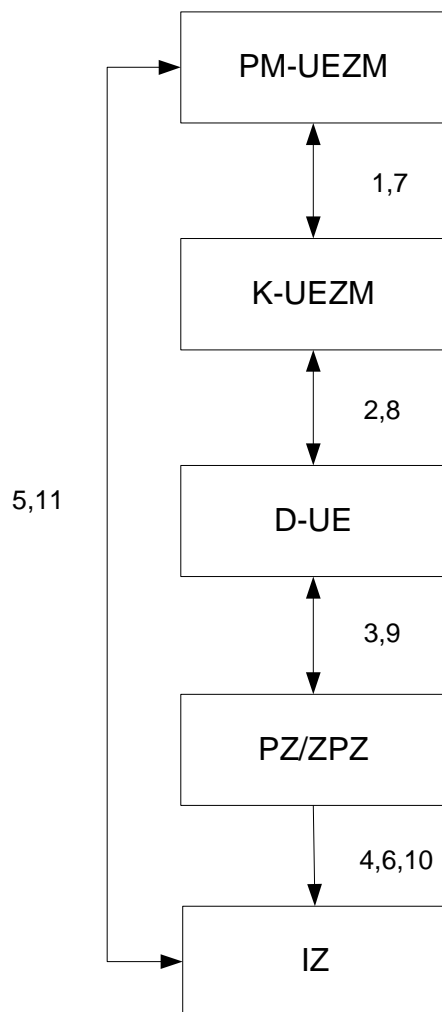 PM-UEZM
1,7
K-UEZM
2,8
5,11
D-UE
3,9
PZ/ZPZ
4,6,10
IZ